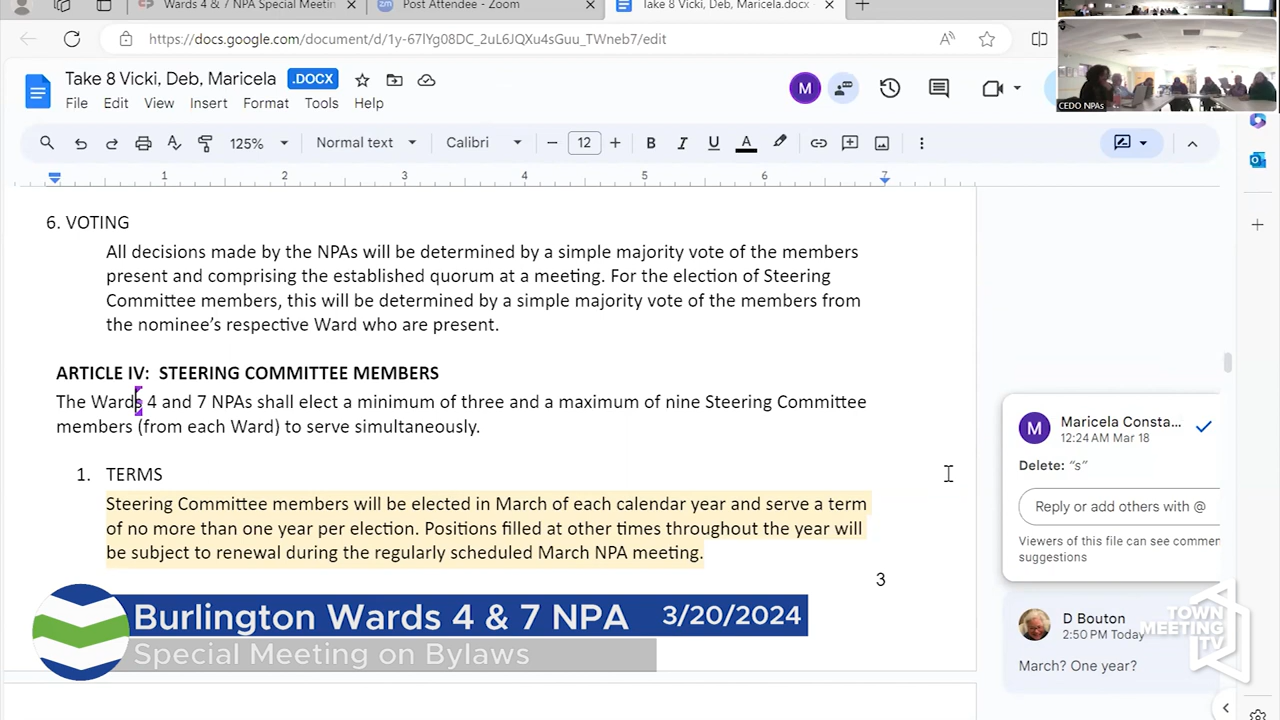 Wards 4 & 7 NPA Special Meetin
Post Attendee - Zoom
Take 8 Vicki, Deb, Maricela.docx
https://docs.google.com/document/d/1y-67lYg08DC_2uL6JQXu4sGuu_TWneb7/edit
CEDO NPAs
Take 8 Vicki, Deb, Maricela .DOCX
File Edit View Insert Format Tools Help
M
125% Normal text Calibri 12 B I U A
1 2 3 4 5 6 7
6. VOTING
All decisions made by the NPAs will be determined by a simple majority vote of the members
present and comprising the established quorum at a meeting. For the election of Steering
Committee members, this will be determined by a simple majority vote of the members from
the nominee's respective Ward who are present.
ARTICLE IV: STEERING COMMITTEE MEMBERS
The Wards 4 and 7 NPAs shall elect a minimum of three and a maximum of nine Steering Committee
members (from each Ward) to serve simultaneously.
1. TERMS
Steering Committee members will be elected in March of each calendar year and serve a term
of no more than one year per election. Positions filled at other times throughout the year will
be subject to renewal during the regularly scheduled March NPA meeting.
3
M
Maricela Consta...
12:24 AM Mar 18
Delete: “s”
Reply or add others with @
Viewers of this file can see commen
suggestions
D Bouton
2:50 PM Today
March? One year?
Burlington Wards 4 & 7 NPA 3/20/2024
Special Meeting on Bylaws
TOWN
MEETING
TV